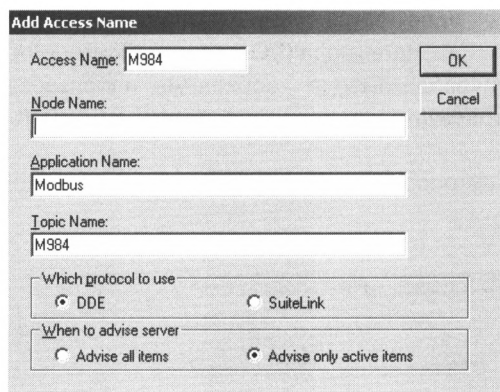 Add Access Name
Access Name: M984
OK
Cancel
Node Name:
Application Name:
Modbus
Topic Name:
M984
Which protocol to use
DDE SuiteLink
When to advise server
Advise all items Advise only active items